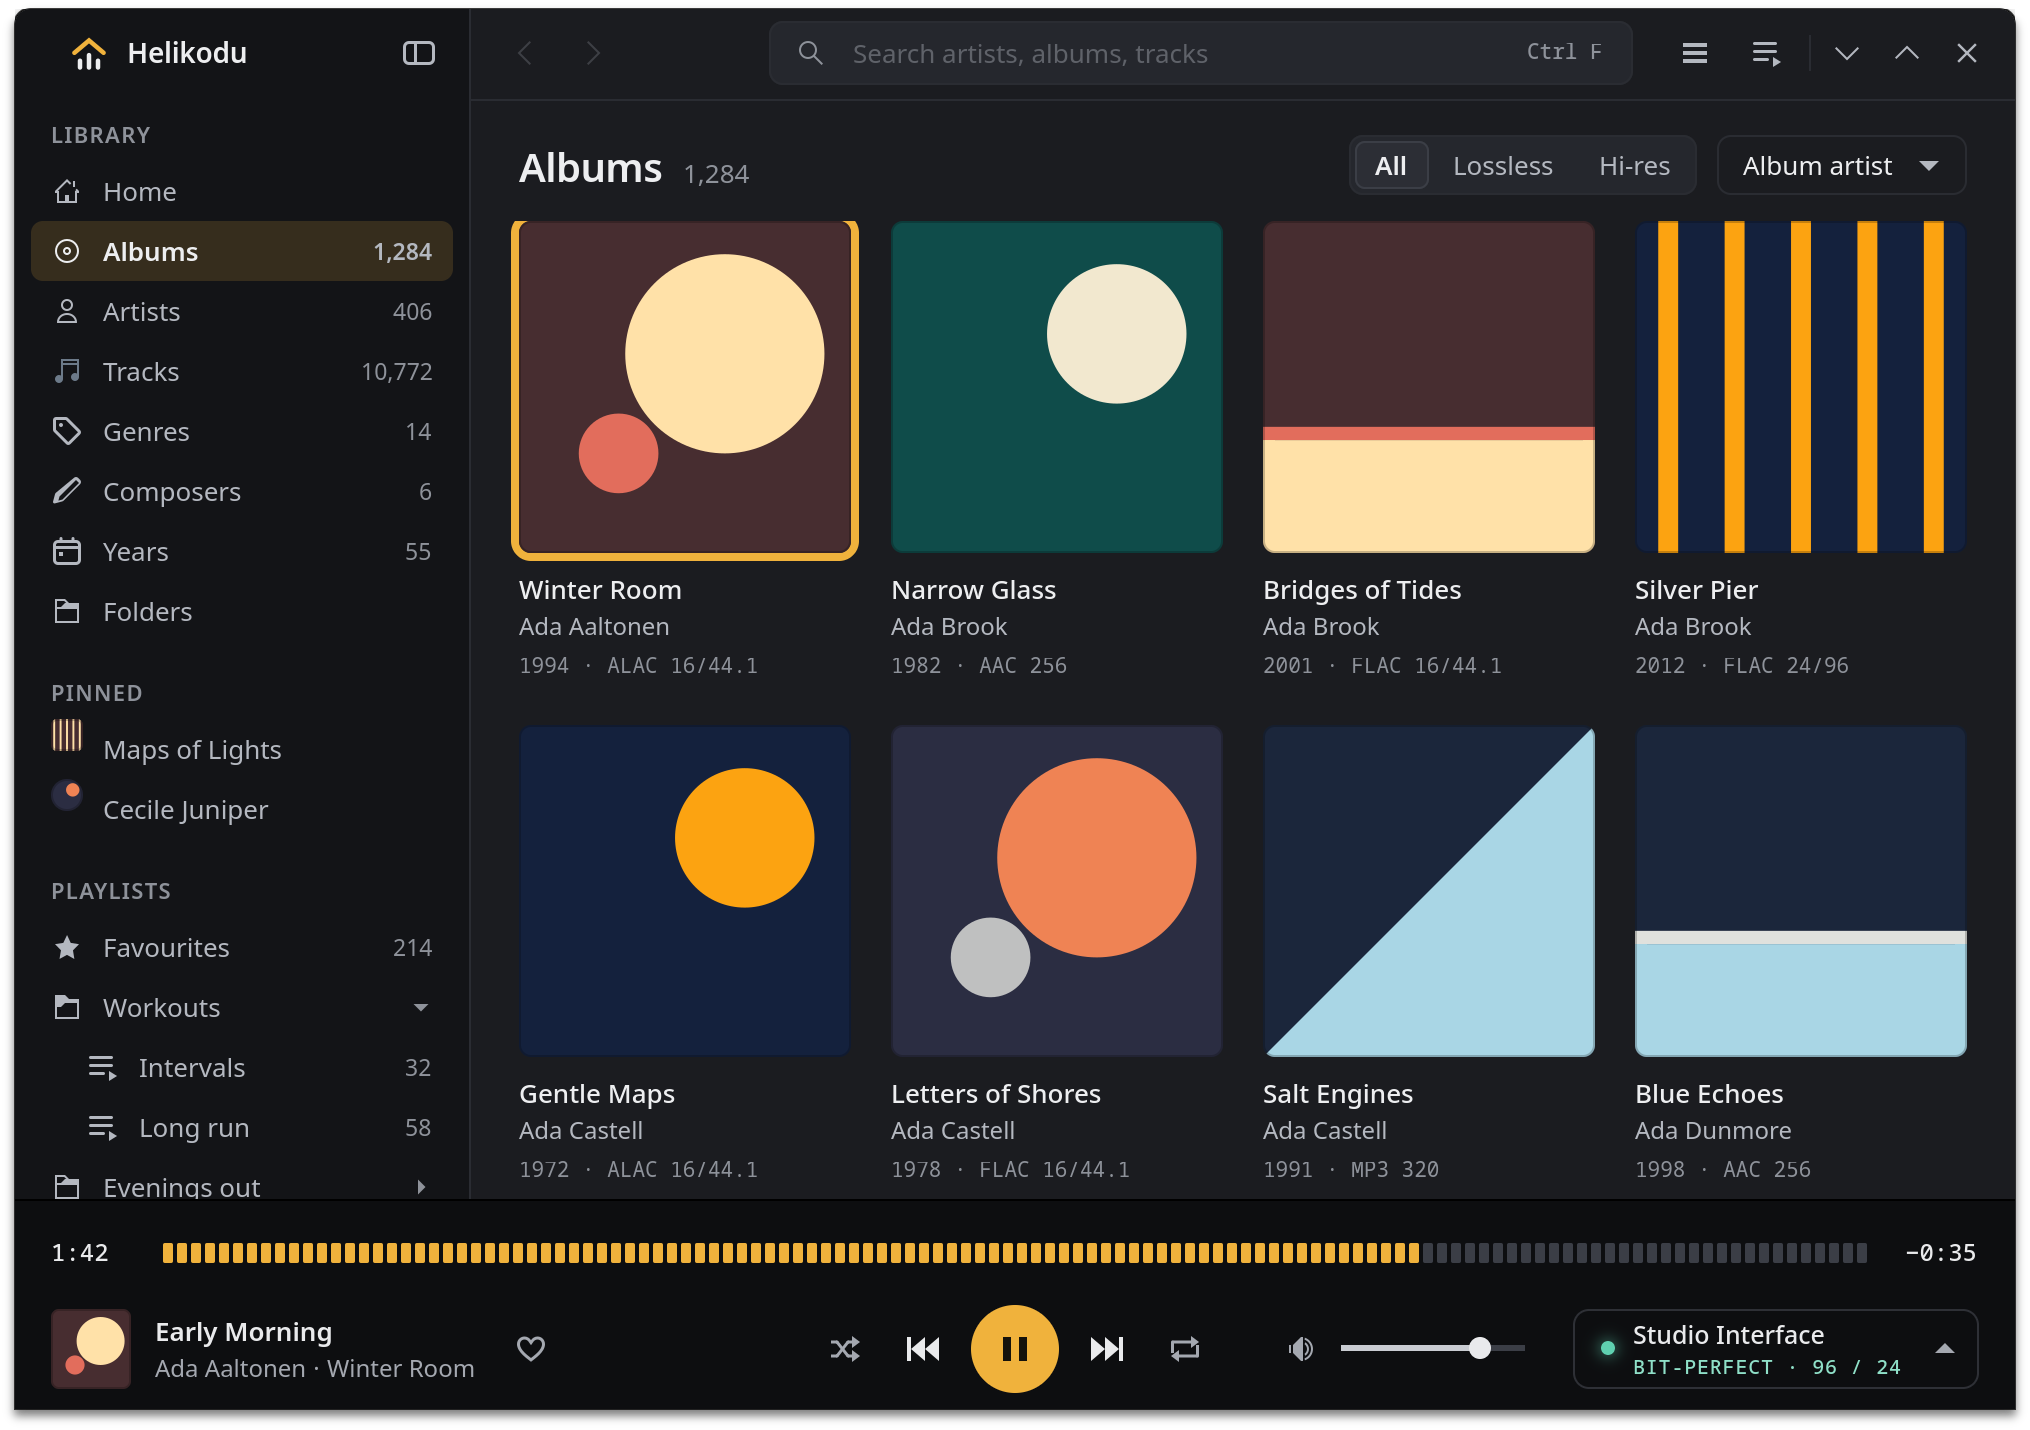 Helikodu
Search artists, albums, tracks
Ctrl F
LIBRARY
Home
Albums 1,284
Artists 406
Tracks 10,772
Genres 14
Composers 6
Years 55
Folders
PINNED
Maps of Lights
Cecile Juniper
PLAYLISTS
Favourites 214
Workouts
Intervals 32
Long run 58
Evenings out
Albums 1,284
All Lossless Hi-res
Album artist
Winter Room
Ada Aaltonen
1994 · ALAC 16/44.1
Narrow Glass
Ada Brook
1982 · AAC 256
Bridges of Tides
Ada Brook
2001 · FLAC 16/44.1
Silver Pier
Ada Brook
2012 · FLAC 24/96
Gentle Maps
Ada Castell
1972 · ALAC 16/44.1
Letters of Shores
Ada Castell
1978 · FLAC 16/44.1
Salt Engines
Ada Castell
1991 · MP3 320
Blue Echoes
Ada Dunmore
1998 · AAC 256
1:42
−0:35
Early Morning
Ada Aaltonen · Winter Room
Studio Interface
BIT-PERFECT · 96 / 24